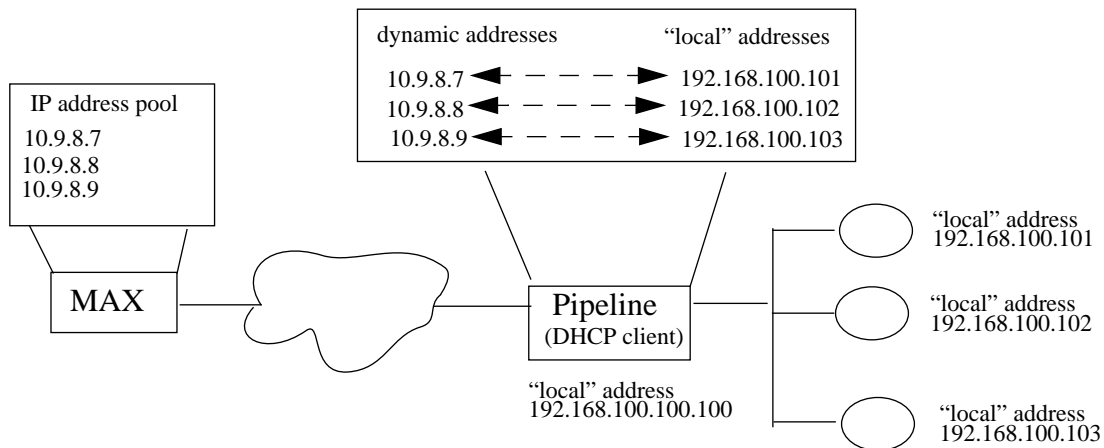 dynamic addresses
“local” addresses
10.9.8.7
192.168.100.101
10.9.8.8
192.168.100.102
10.9.8.9
192.168.100.103
IP address pool
10.9.8.7
10.9.8.8
10.9.8.9
MAX
Pipeline
(DHCP client)
“local” address
192.168.100.100.100
“local” address
192.168.100.101
“local” address
192.168.100.102
“local” address
192.168.100.103